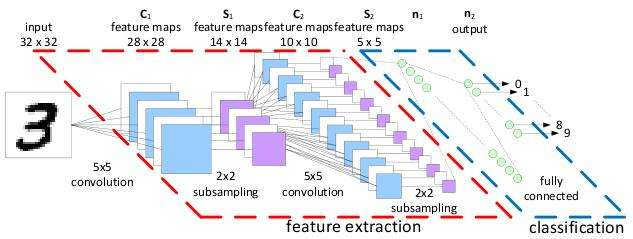 C₁ S₁ C₂ S₂ n₁ n₂
input feature maps feature maps feature maps feature maps output
32 x 32 28 x 28 14 x 14 10 x 10 5 x 5
3
0
1
8
9
5x5
convolution
2x2
subsampling
5x5
convolution
2x2
subsampling
fully
connected
feature extraction
classification